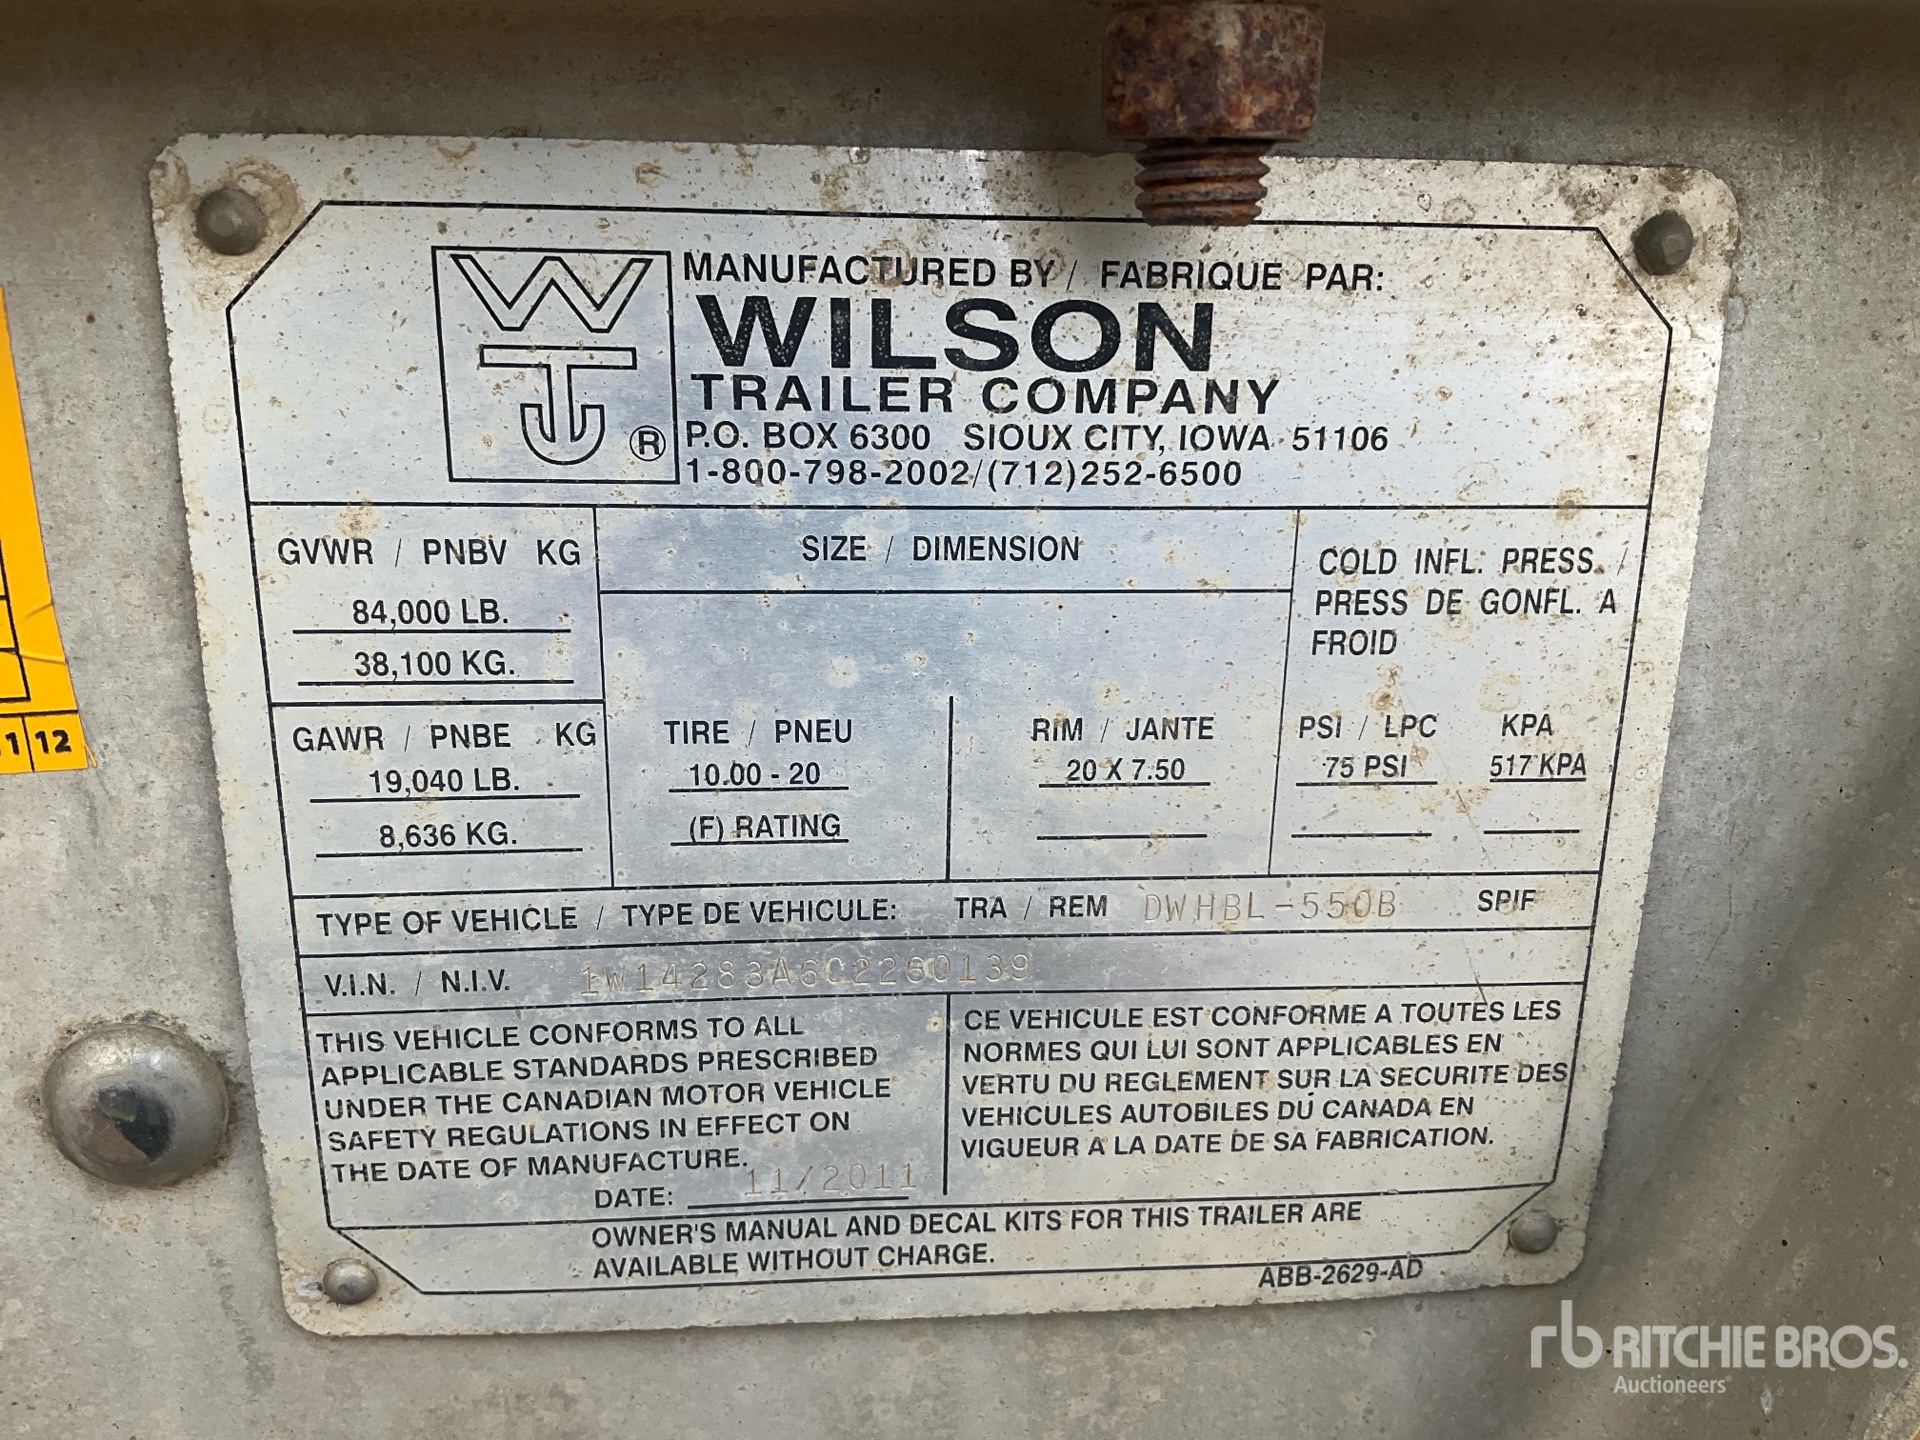 MANUFACTURED BY / FABRIQUE PAR:
WILSON
TRAILER COMPANY
P.O. BOX 6300 SIOUX CITY, IOWA 51106
1-800-798-2002/(712)252-6500
WTJ ®
GVWR / PNBV KG
84,000 LB.
38,100 KG.
GAWR / PNBE KG
19,040 LB.
8,636 KG.
SIZE / DIMENSION
TIRE / PNEU
10.00 - 20
(F) RATING
RIM / JANTE
20 X 7.50
COLD INFL. PRESS. /
PRESS DE GONFL. A
FROID
PSI / LPC KPA
75 PSI 517 KPA
TYPE OF VEHICLE / TYPE DE VEHICULE: TRA / REM DWHBL-550B SPIF
V.I.N. / N.I.V. 1W14283A6C2260139
THIS VEHICLE CONFORMS TO ALL
APPLICABLE STANDARDS PRESCRIBED
UNDER THE CANADIAN MOTOR VEHICLE
SAFETY REGULATIONS IN EFFECT ON
THE DATE OF MANUFACTURE.
DATE: 11/2011
CE VEHICULE EST CONFORME A TOUTES LES
NORMES QUI LUI SONT APPLICABLES EN
VERTU DU REGLEMENT SUR LA SECURITE DES
VEHICULES AUTOBILES DU CANADA EN
VIGUEUR A LA DATE DE SA FABRICATION.
OWNER'S MANUAL AND DECAL KITS FOR THIS TRAILER ARE
AVAILABLE WITHOUT CHARGE.
ABB-2629-AD
12
rb RITCHIE BROS.
Auctioneers